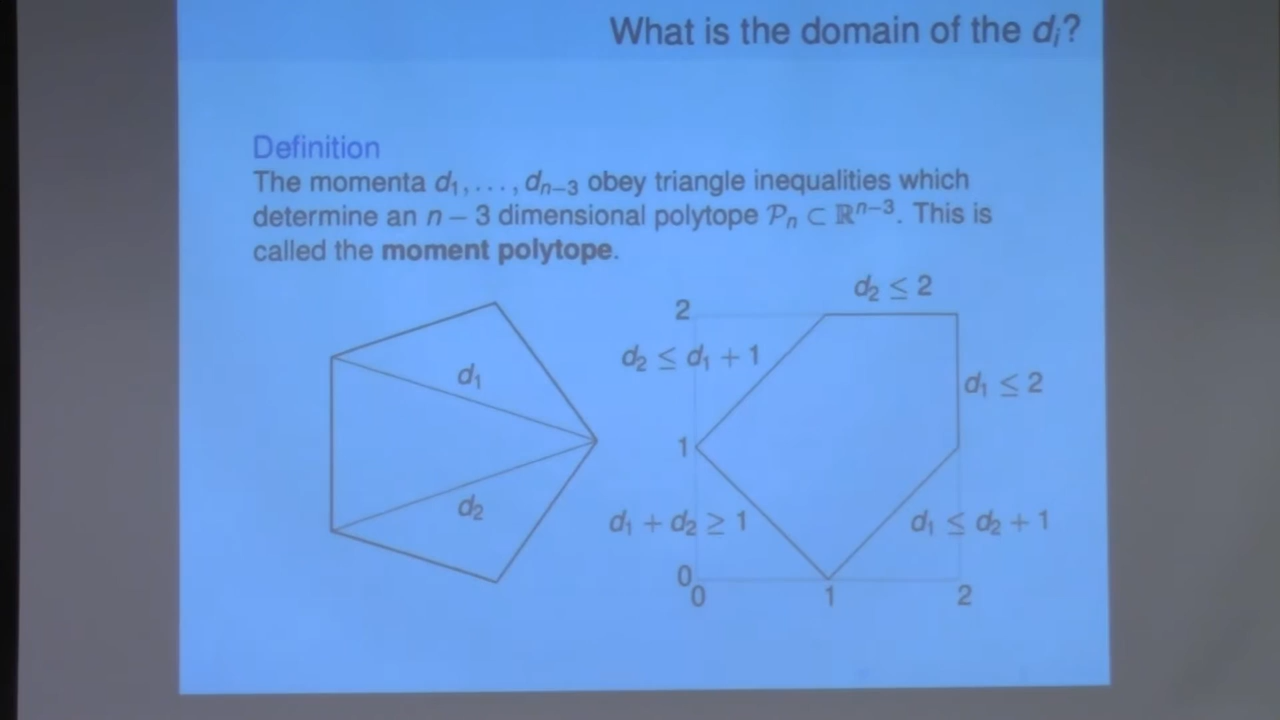 What is the domain of the dᵢ?
Definition
The momenta d₁, . . . , dₙ₋₃ obey triangle inequalities which
determine an n − 3 dimensional polytope 𝒫ₙ ⊂ ℝⁿ⁻³. This is
called the moment polytope.
d₂ ≤ 2
2
d₂ ≤ d₁ + 1
d₁
d₁ ≤ 2
1
d₂
d₁ + d₂ ≥ 1
d₁ ≤ d₂ + 1
0
0 1 2